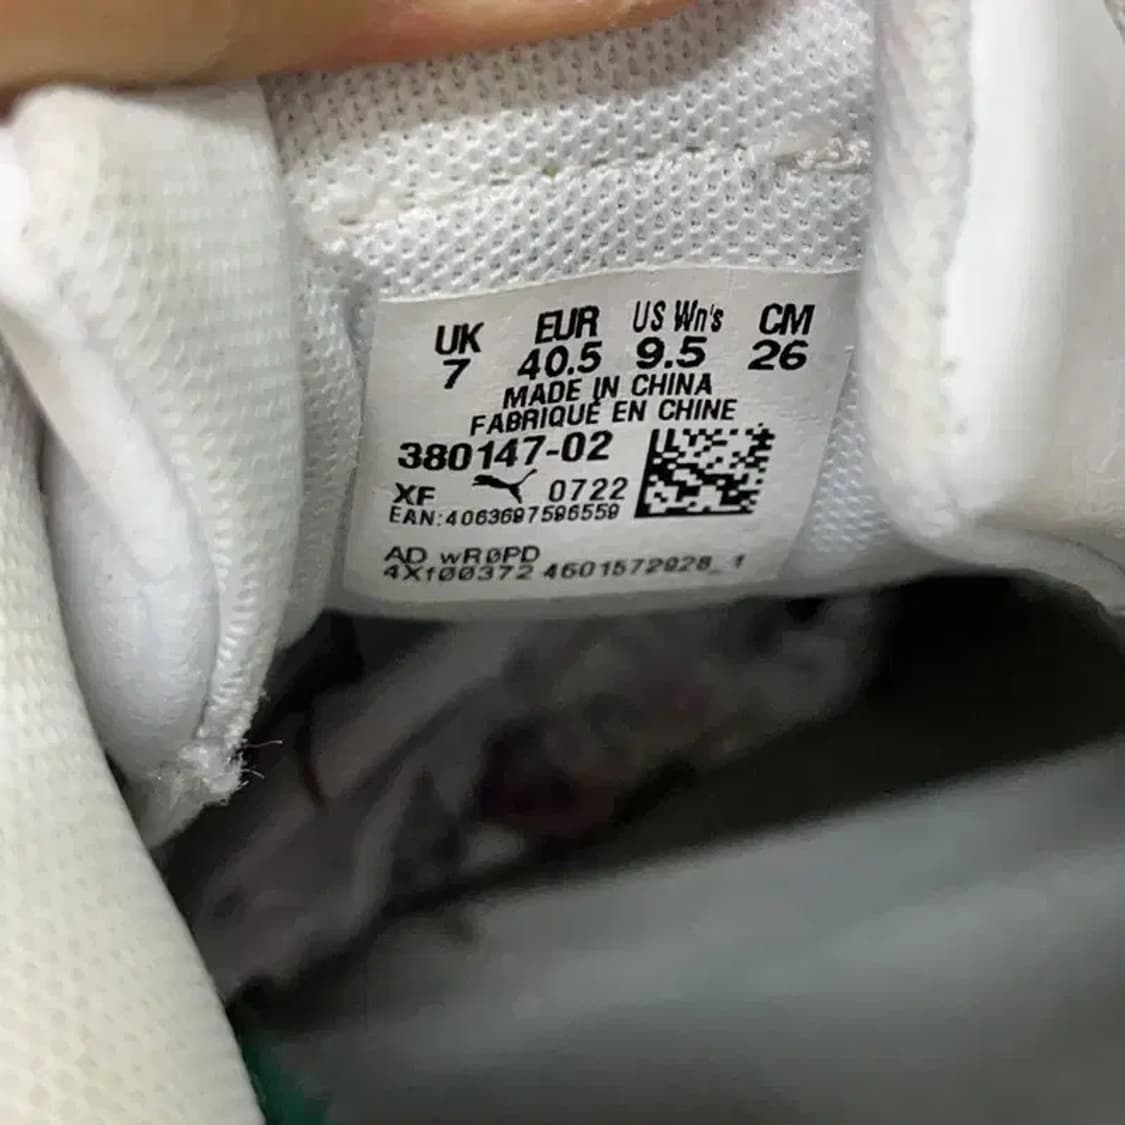 UK EUR US Wn's CM
7 40.5 9.5 26
MADE IN CHINA
FABRIQUÉ EN CHINE
380147-02
XF 0722
EAN:4063697596559
AD wRØPD
4X1ØØ372 4601572928_1